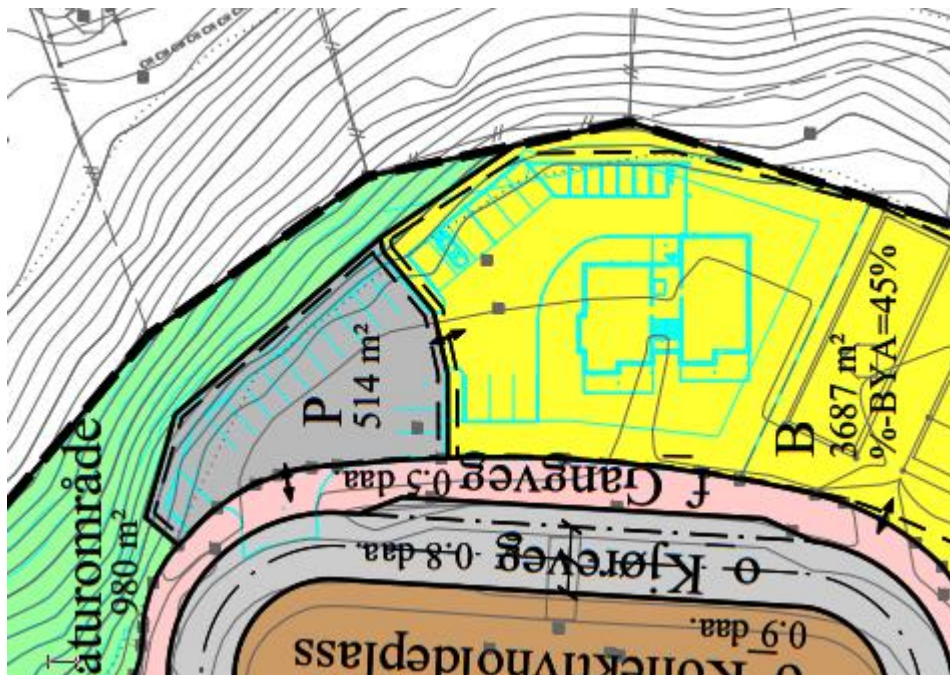 P
514 m²
B
3687 m²
%-BYA=45%
f Gangveg 0.5 daa.
o Kjøreveg 0.8 daa.
0.9 daa.
o Kollektivholdeplass
aturområde
980 m²